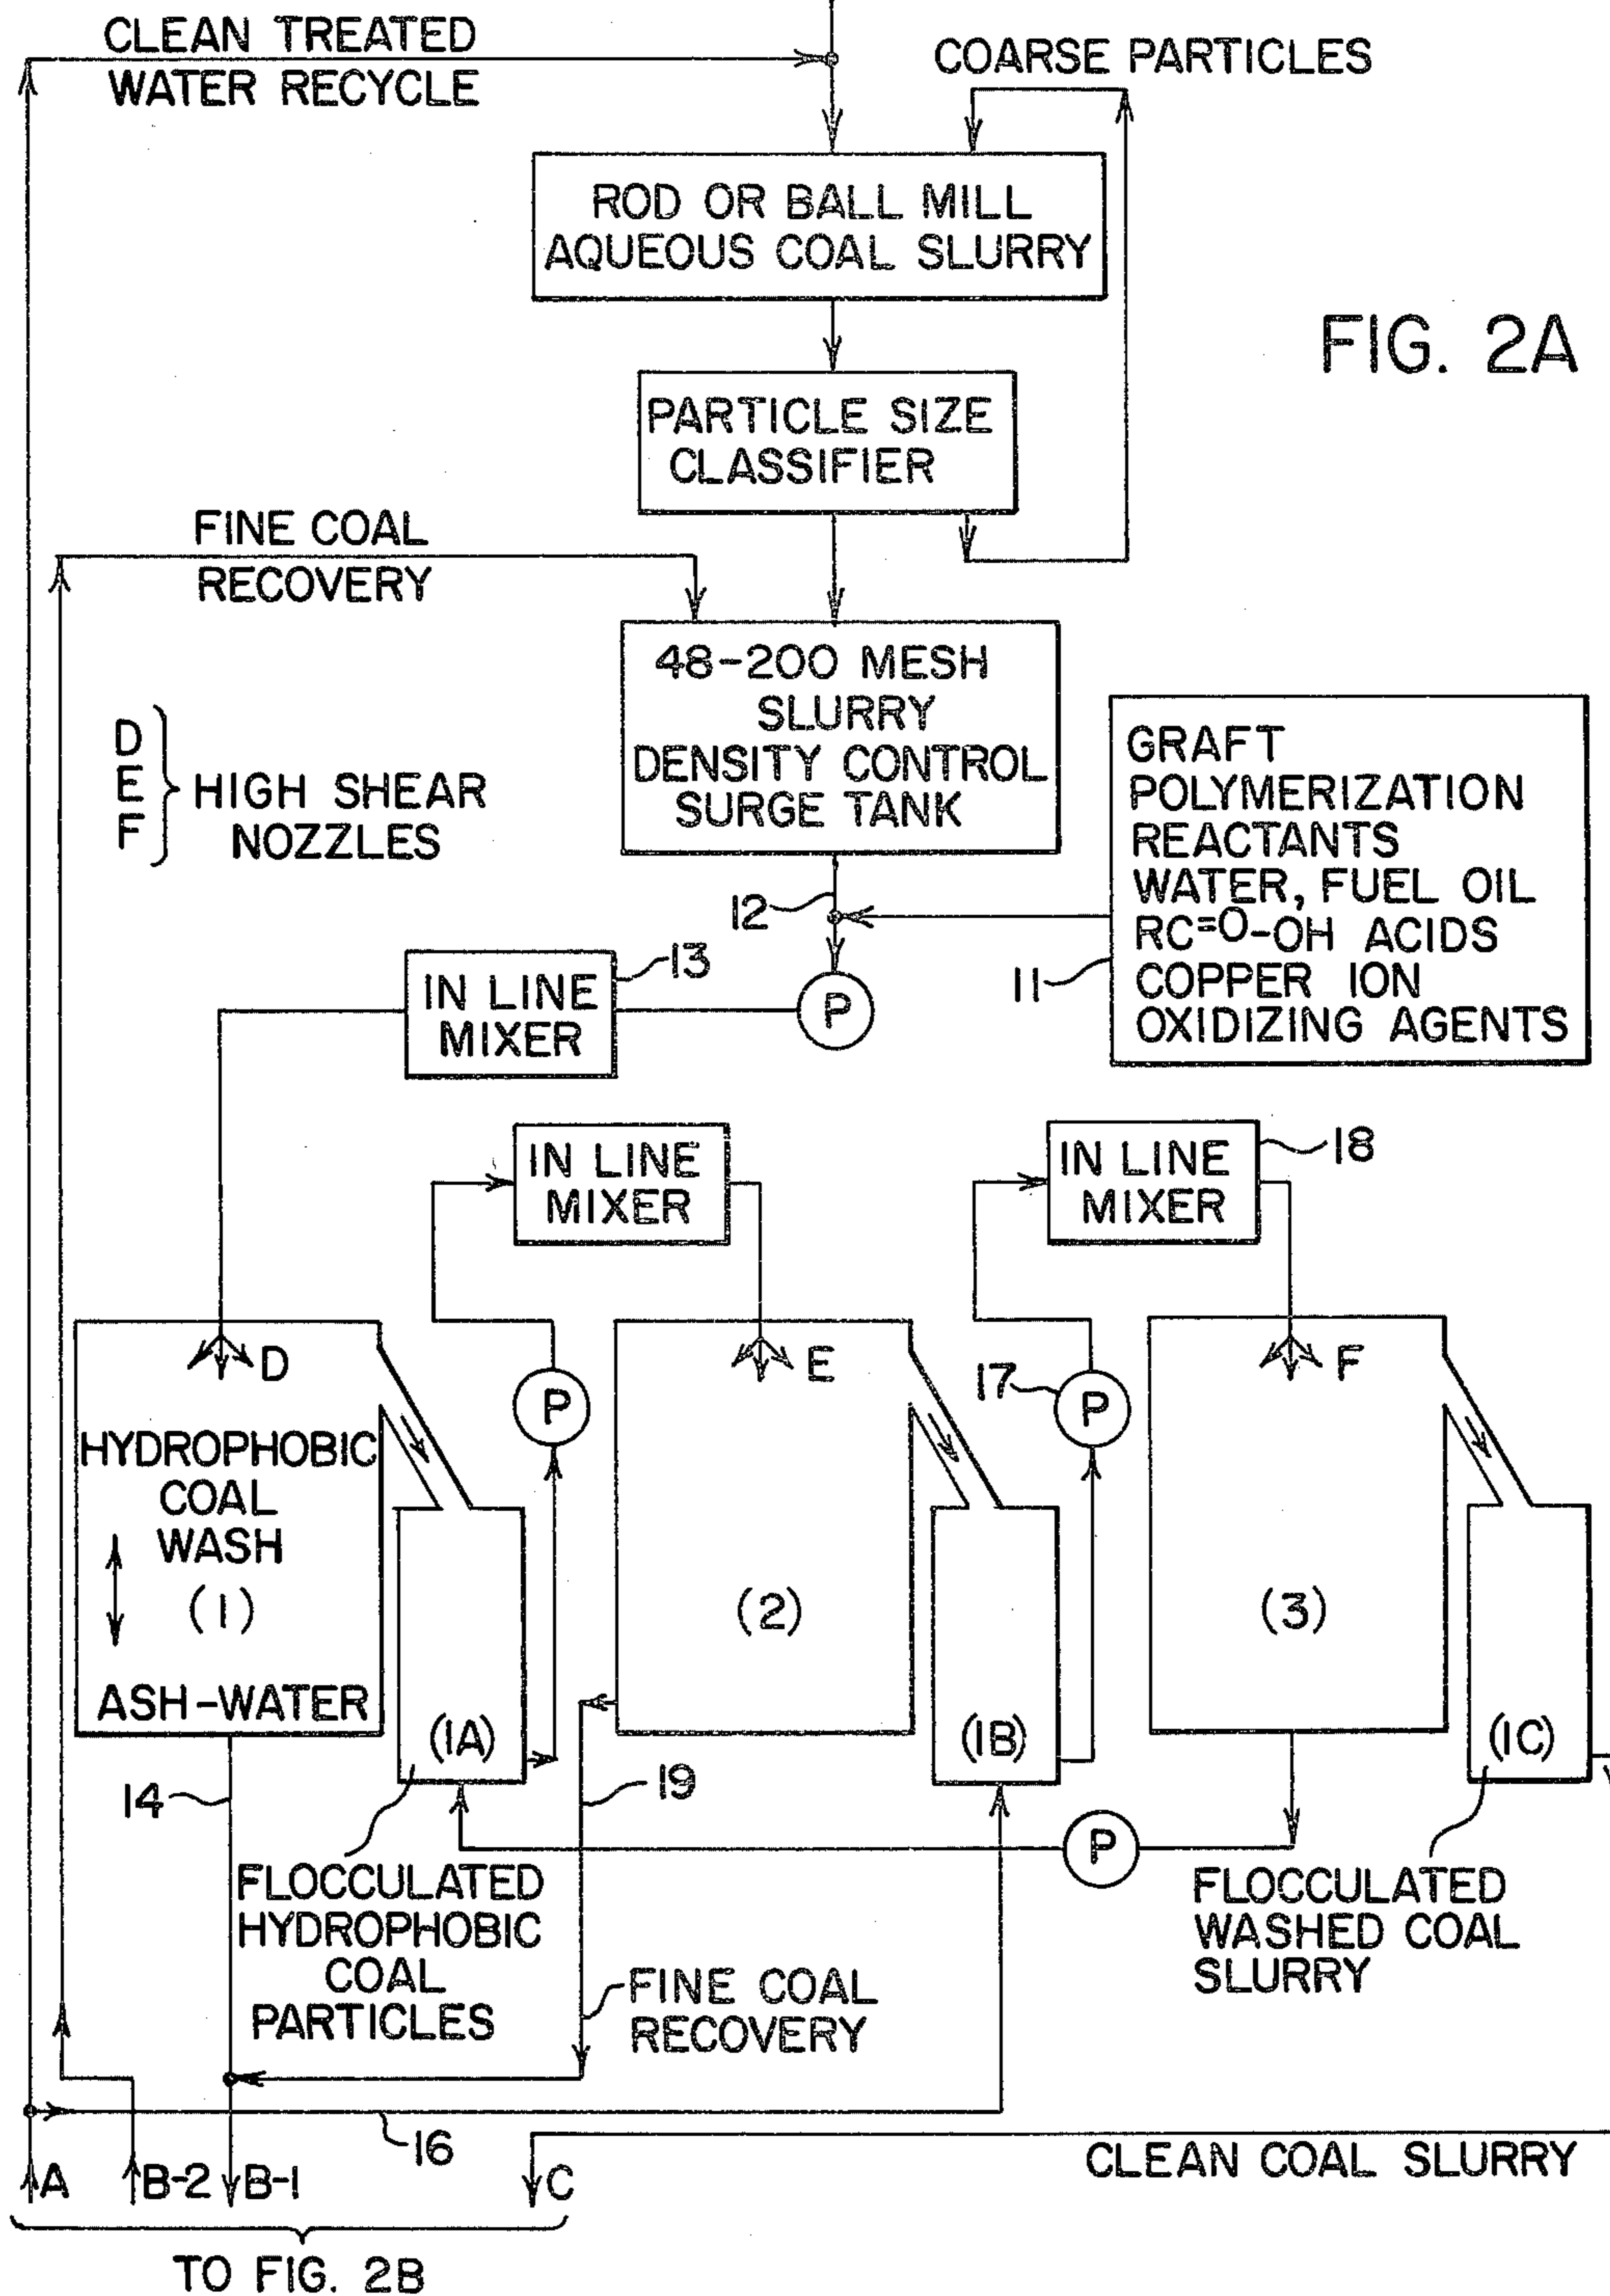 CLEAN TREATED
WATER RECYCLE
COARSE PARTICLES
ROD OR BALL MILL
AQUEOUS COAL SLURRY
FIG. 2A
PARTICLE SIZE
CLASSIFIER
FINE COAL
RECOVERY
48-200 MESH
SLURRY
DENSITY CONTROL
SURGE TANK
D
E
F
HIGH SHEAR
NOZZLES
GRAFT
POLYMERIZATION
REACTANTS
WATER, FUEL OIL
RC=O-OH ACIDS
COPPER ION
OXIDIZING AGENTS
11
12
P
13
IN LINE
MIXER
IN LINE
MIXER
IN LINE
MIXER
18
D
P
E
17
P
F
HYDROPHOBIC
COAL
WASH
(1)
ASH-WATER
(2)
(3)
(1A)
(1B)
(1C)
14
19
P
FLOCCULATED
HYDROPHOBIC
COAL
PARTICLES
FLOCCULATED
WASHED COAL
SLURRY
FINE COAL
RECOVERY
16
A
B-2
B-1
C
CLEAN COAL SLURRY
TO FIG. 2B